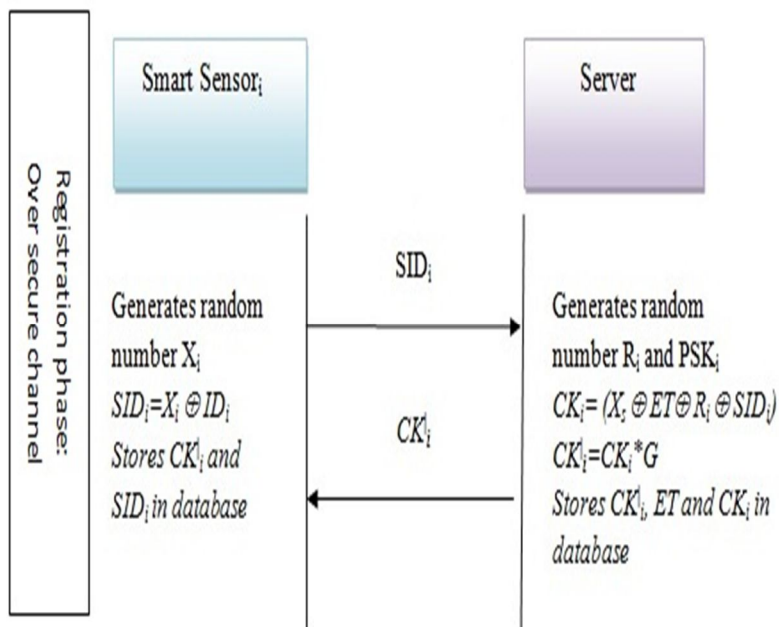 Registration phase:
Over secure channel
Smart Sensorᵢ
Server
SIDᵢ
Generates random
number Xᵢ
SIDᵢ=Xᵢ ⊕ IDᵢ
Stores CK|ᵢ and
SIDᵢ in database
CK|ᵢ
Generates random
number Rᵢ and PSKᵢ
CKᵢ= (Xₛ ⊕ET⊕ Rᵢ ⊕ SIDᵢ)
CK|ᵢ=CKᵢ*G
Stores CK|ᵢ, ET and CKᵢ in
database